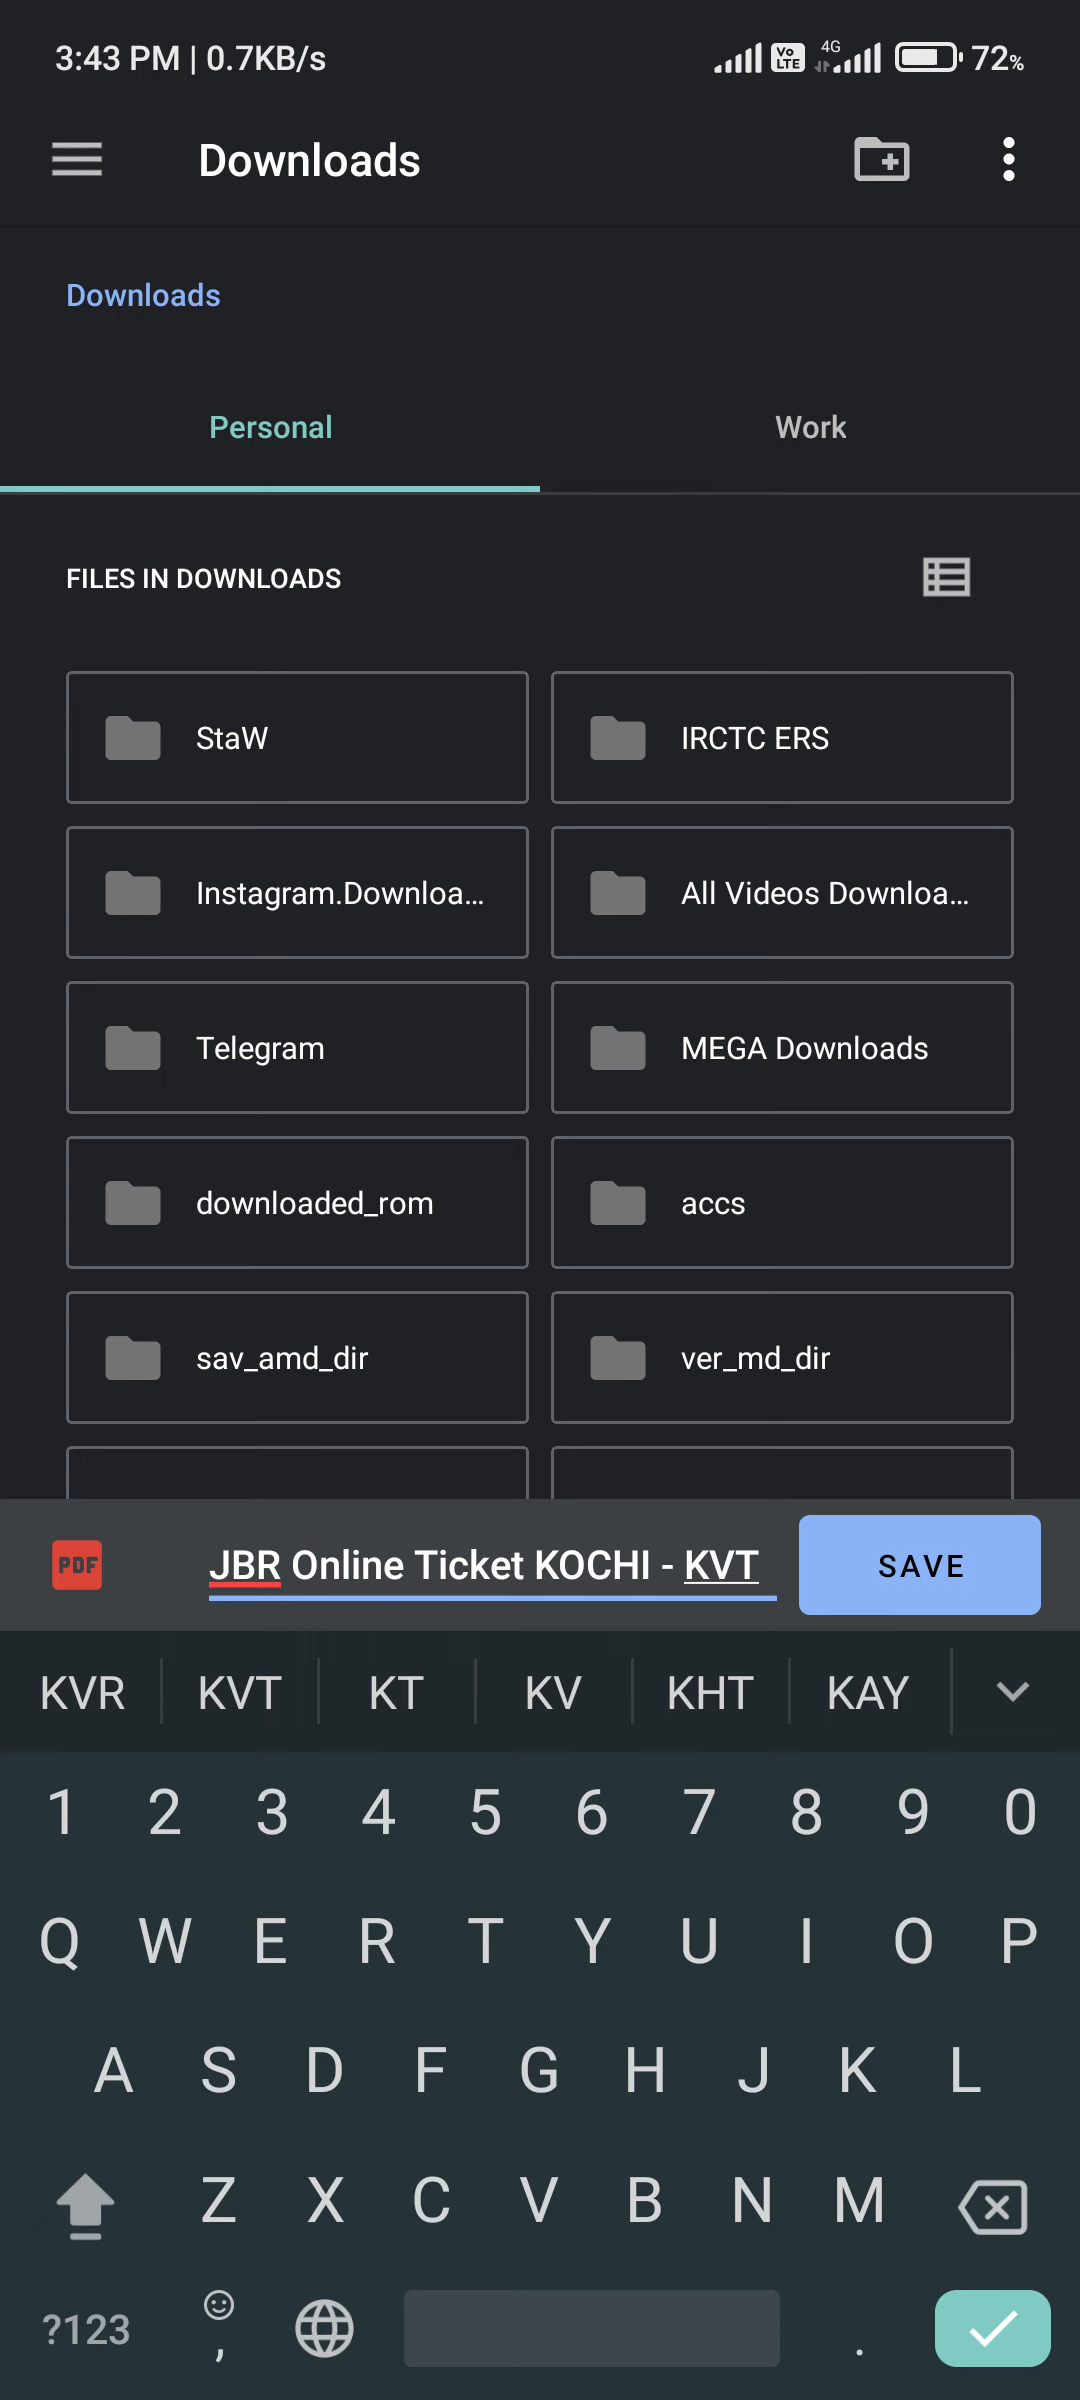 3:43 PM | 0.7KB/s Vo LTE 4G 72%
Downloads
Downloads
Personal Work
FILES IN DOWNLOADS
StaW IRCTC ERS
Instagram.Downloa... All Videos Downloa...
Telegram MEGA Downloads
downloaded_rom accs
sav_amd_dir ver_md_dir
PDF JBR Online Ticket KOCHI - KVT SAVE
KVR KVT KT KV KHT KAY
1 2 3 4 5 6 7 8 9 0
Q W E R T Y U I O P
A S D F G H J K L
Z X C V B N M
?123 , .